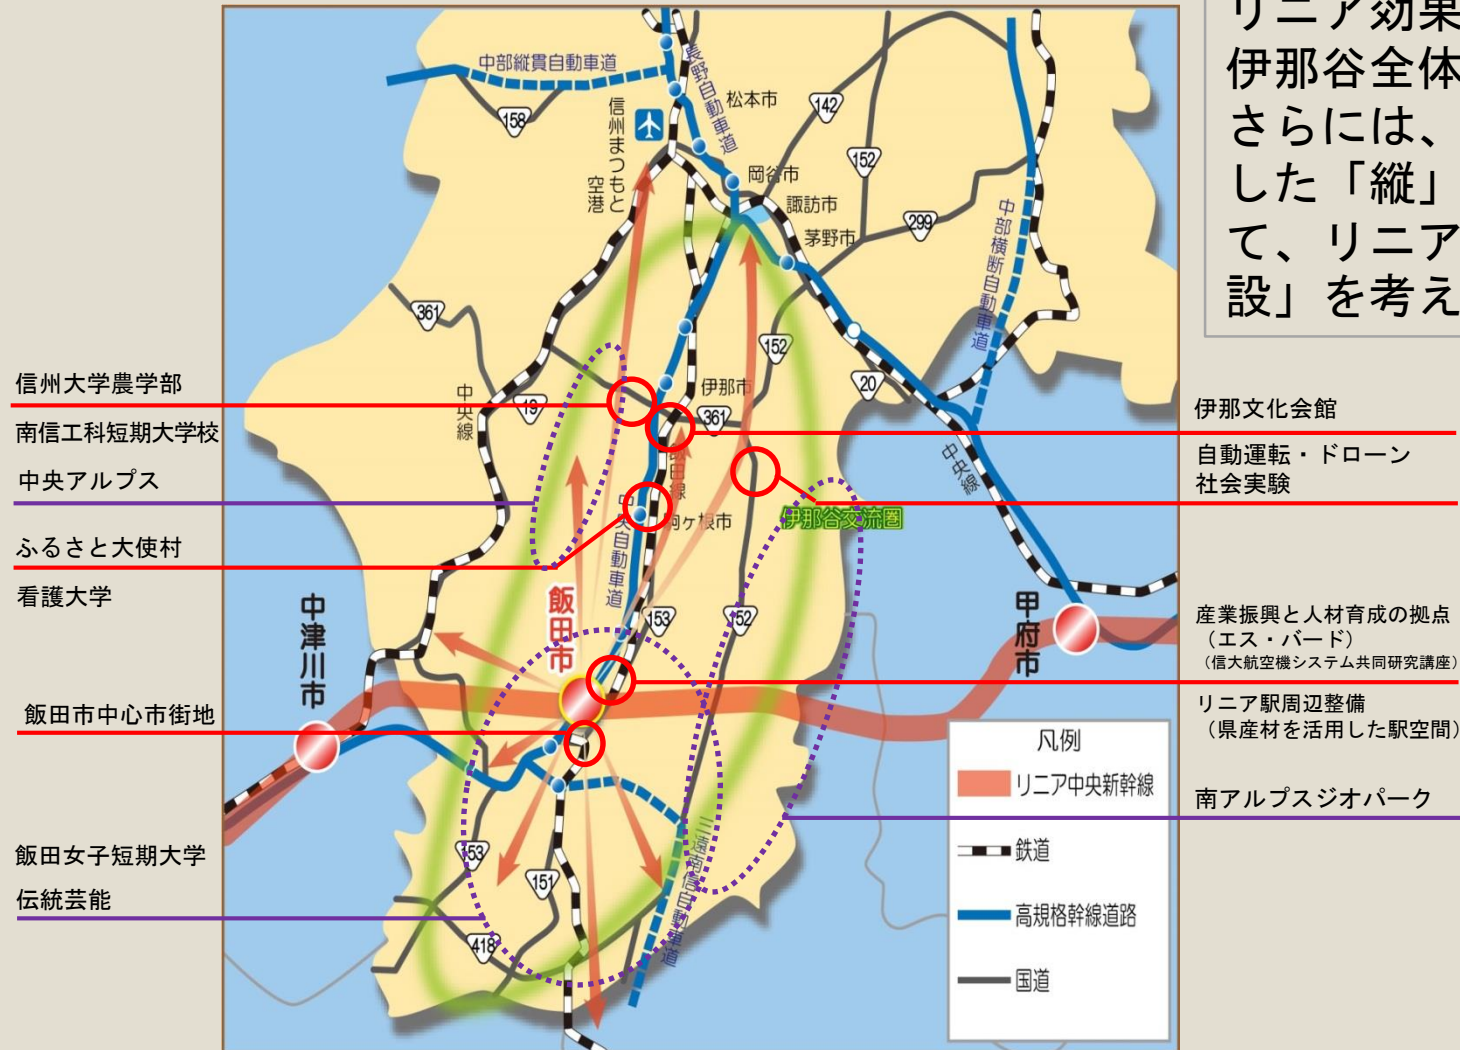 リニア効果
伊那谷全体
さらには、
した「縦」
て、リニア
設」を考え
中部縦貫自動車道
長野自動車道
松本市
142
158
信州まつもと
空港
152
岡谷市
諏訪市
299
茅野市
中部横断自動車道
361
152
中央線
19
伊那市
361
20
信州大学農学部
南信工科短期大学校
中央アルプス
ふるさと大使村
看護大学
飯田市中心市街地
飯田女子短期大学
伝統芸能
飯田線
中央自動車道
駒ヶ根市
伊那谷交流圏
中央線
飯田市
153
152
中津川市
甲府市
153
151
418
三遠南信自動車道
伊那文化会館
自動運転・ドローン
社会実験
産業振興と人材育成の拠点
（エス・バード）
（信大航空機システム共同研究講座）
リニア駅周辺整備
（県産材を活用した駅空間）
南アルプスジオパーク
凡例
リニア中央新幹線
鉄道
高規格幹線道路
国道